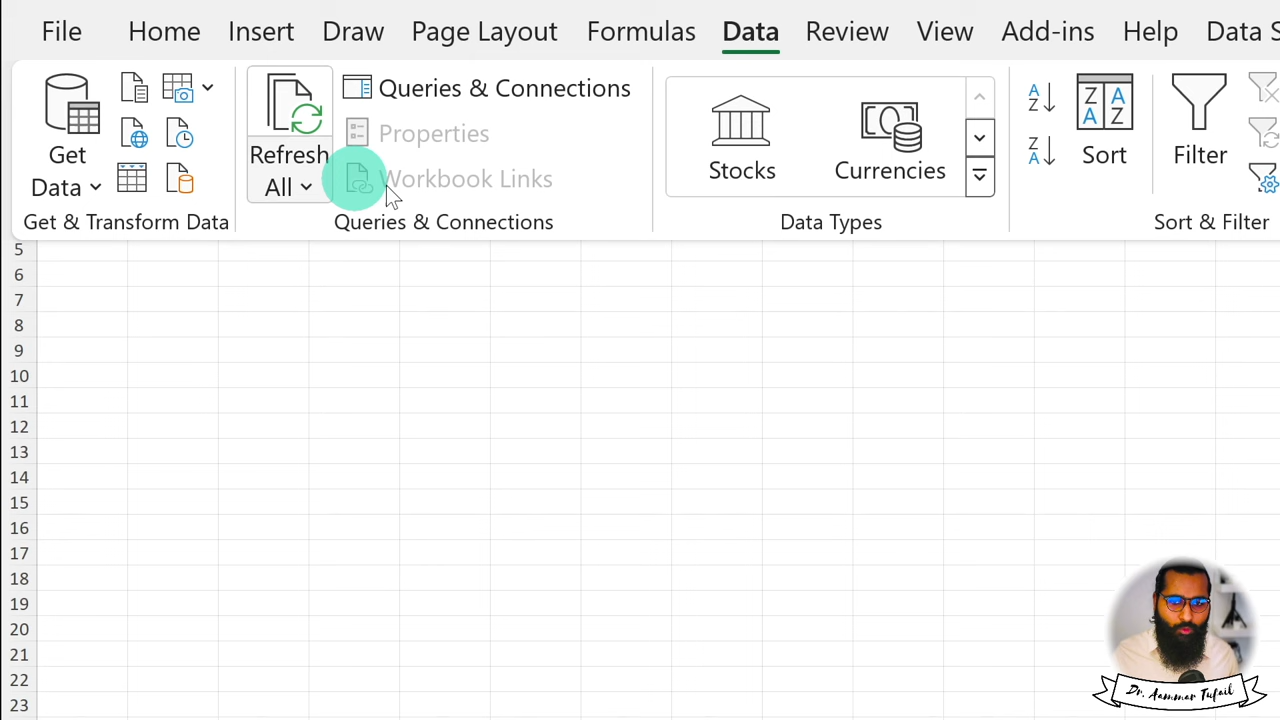 File Home Insert Draw Page Layout Formulas Data Review View Add-ins Help Data S
Get
Data
Get & Transform Data
Refresh
All
Queries & Connections
Properties
Workbook Links
Queries & Connections
Stocks
Currencies
Data Types
A
Z
Z
A
Z A
A Z
Sort
Filter
Sort & Filter
5
6
7
8
9
10
11
12
13
14
15
16
17
18
19
20
21
22
23
Dr. Aammar Tufail